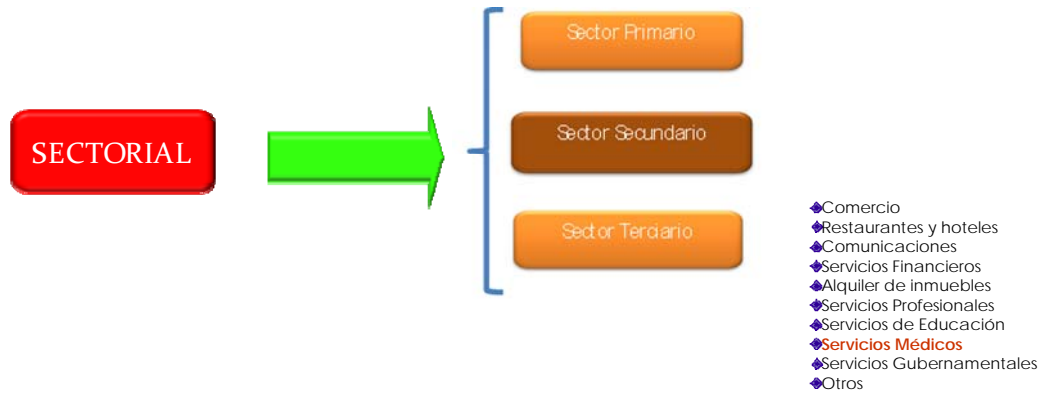 SECTORIAL
Sector Primario
Sector Secundario
Sector Terciario
Comercio
Restaurantes y hoteles
Comunicaciones
Servicios Financieros
Alquiler de inmuebles
Servicios Profesionales
Servicios de Educación
Servicios Médicos
Servicios Gubernamentales
Otros